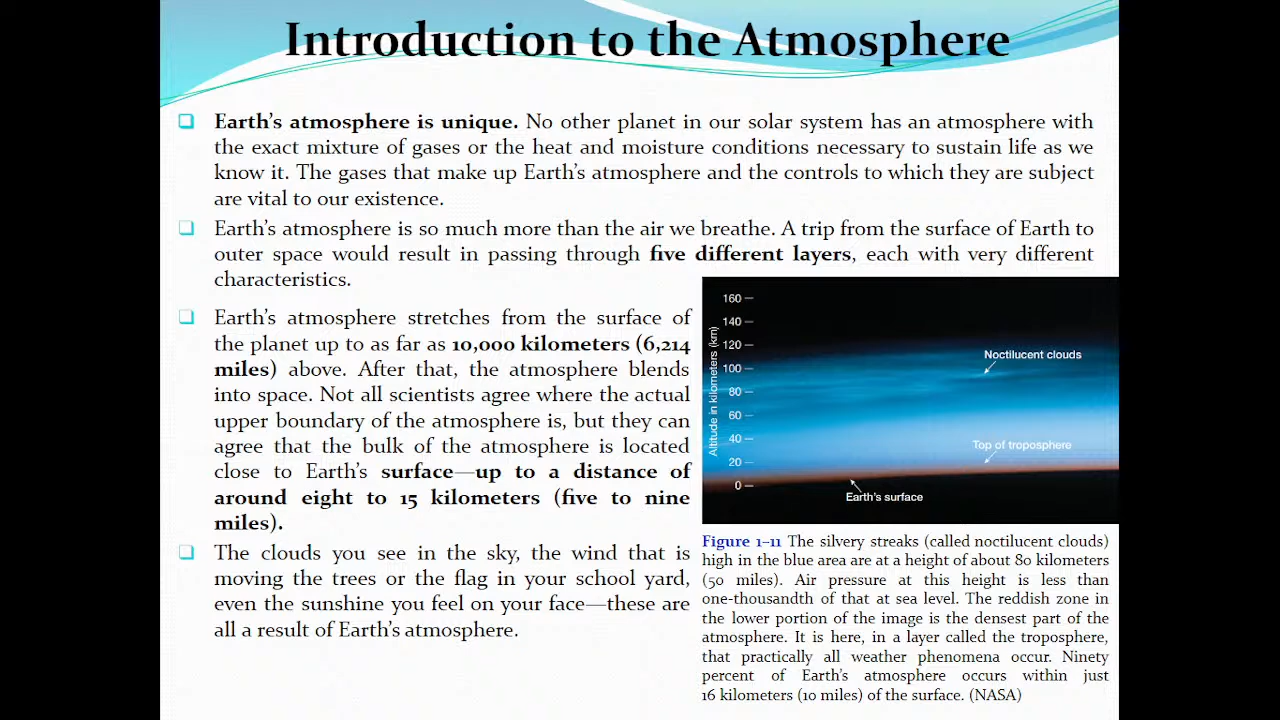 Introduction to the Atmosphere
❑ Earth's atmosphere is unique. No other planet in our solar system has an atmosphere with
the exact mixture of gases or the heat and moisture conditions necessary to sustain life as we
know it. The gases that make up Earth's atmosphere and the controls to which they are subject
are vital to our existence.
❑ Earth's atmosphere is so much more than the air we breathe. A trip from the surface of Earth to
outer space would result in passing through five different layers, each with very different
characteristics.
❑ Earth's atmosphere stretches from the surface of
the planet up to as far as 10,000 kilometers (6,214
miles) above. After that, the atmosphere blends
into space. Not all scientists agree where the actual
upper boundary of the atmosphere is, but they can
agree that the bulk of the atmosphere is located
close to Earth's surface—up to a distance of
around eight to 15 kilometers (five to nine
miles).
❑ The clouds you see in the sky, the wind that is
moving the trees or the flag in your school yard,
even the sunshine you feel on your face—these are
all a result of Earth's atmosphere.
Altitude in kilometers (km)
160
140
120
100
80
60
40
20
0
Noctilucent clouds
Top of troposphere
Earth's surface
Figure 1–11 The silvery streaks (called noctilucent clouds)
high in the blue area are at a height of about 80 kilometers
(50 miles). Air pressure at this height is less than
one-thousandth of that at sea level. The reddish zone in
the lower portion of the image is the densest part of the
atmosphere. It is here, in a layer called the troposphere,
that practically all weather phenomena occur. Ninety
percent of Earth's atmosphere occurs within just
16 kilometers (10 miles) of the surface. (NASA)